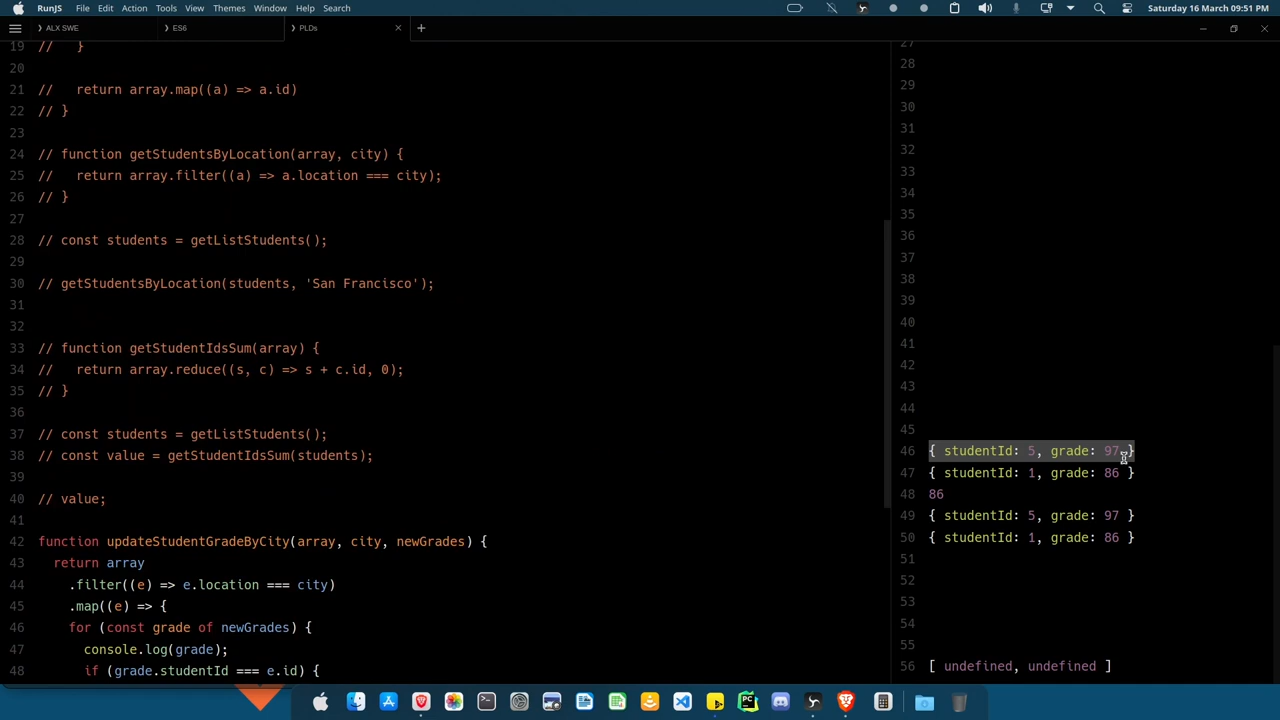 RunJS File Edit Action Tools View Themes Window Help Saturday 16 March 09:51 PM
❯ ALX SWE ❯ ES6 ❯ PLDs
19 //   }
20
21 //   return array.map((a) => a.id)
22 // }
23
24 // function getStudentsByLocation(array, city) {
25 //   return array.filter((a) => a.location === city);
26 // }
27
28 // const students = getListStudents();
29
30 // getStudentsByLocation(students, 'San Francisco');
31
32
33 // function getStudentIdsSum(array) {
34 //   return array.reduce((s, c) => s + c.id, 0);
35 // }
36
37 // const students = getListStudents();
38 // const value = getStudentIdsSum(students);
39
40 // value;
41
42 function updateStudentGradeByCity(array, city, newGrades) {
43   return array
44     .filter((e) => e.location === city)
45     .map((e) => {
46     for (const grade of newGrades) {
47       console.log(grade);
48       if (grade.studentId === e.id) {
27
28
29
30
31
32
33
34
35
36
37
38
39
40
41
42
43
44
45
46 { studentId: 5, grade: 97 }
47 { studentId: 1, grade: 86 }
48 86
49 { studentId: 5, grade: 97 }
50 { studentId: 1, grade: 86 }
51
52
53
54
55
56 [ undefined, undefined ]
PC